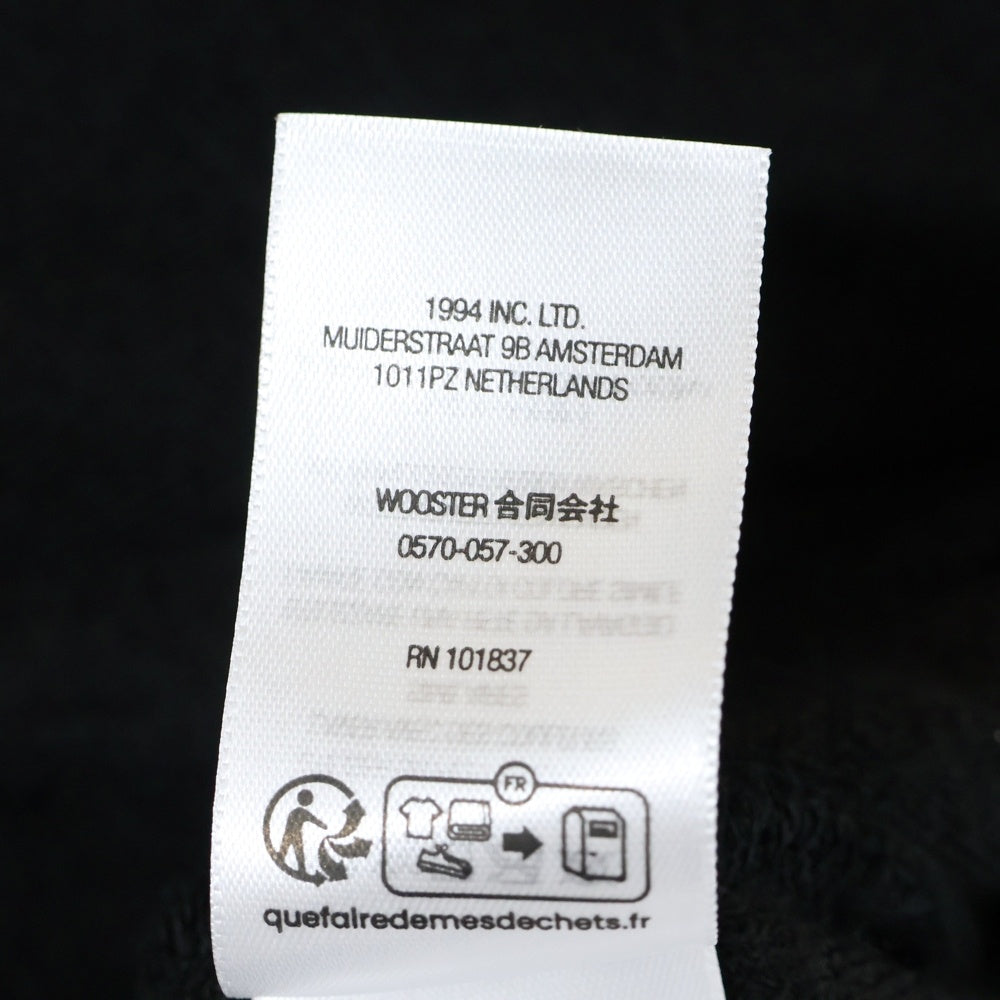 1994 INC. LTD.
MUIDERSTRAAT 9B AMSTERDAM
1011PZ NETHERLANDS
WOOSTER 合同会社
0570-057-300
RN 101837
FR
quefairedemesdechets.fr